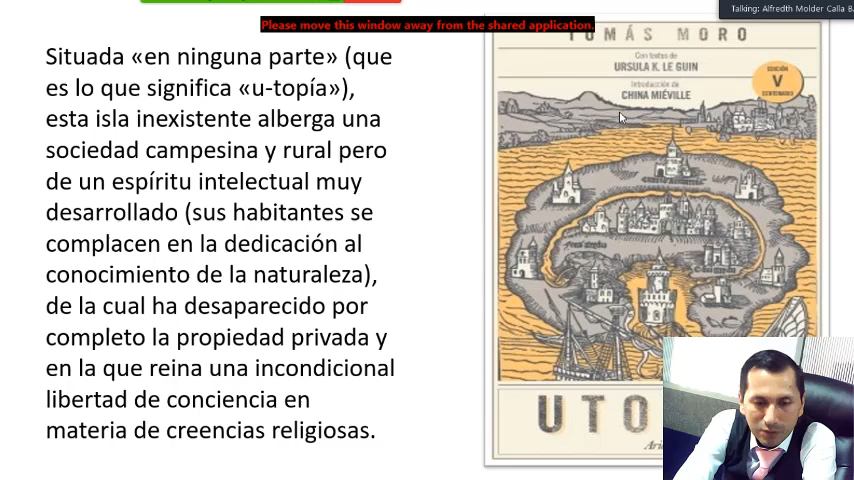 Talking: Alfredth Molder Calla B.
Please move this window away from the shared application.
Situada «en ninguna parte» (que
es lo que significa «u-topía»),
esta isla inexistente alberga una
sociedad campesina y rural pero
de un espíritu intelectual muy
desarrollado (sus habitantes se
complacen en la dedicación al
conocimiento de la naturaleza),
de la cual ha desaparecido por
completo la propiedad privada y
en la que reina una incondicional
libertad de conciencia en
materia de creencias religiosas.
TOMÁS MORO
Con textos de
URSULA K. LE GUIN
Introducción de
CHINA MIÉVILLE
EDICIÓN
V
CENTENARIO
UTO